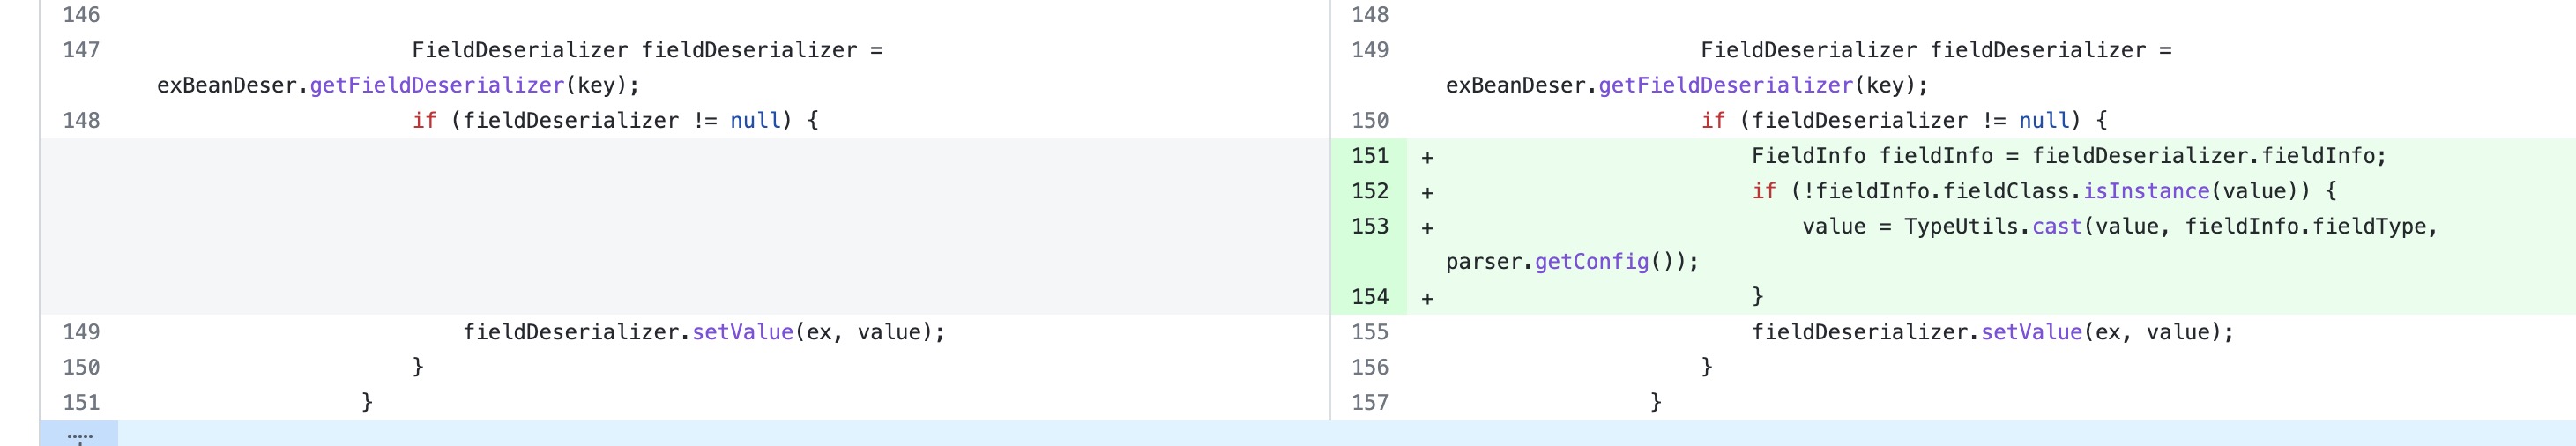 146
147 FieldDeserializer fieldDeserializer =
exBeanDeser.getFieldDeserializer(key);
148 if (fieldDeserializer != null) {
149 fieldDeserializer.setValue(ex, value);
150 }
151 }
148
149 FieldDeserializer fieldDeserializer =
exBeanDeser.getFieldDeserializer(key);
150 if (fieldDeserializer != null) {
151 + FieldInfo fieldInfo = fieldDeserializer.fieldInfo;
152 + if (!fieldInfo.fieldClass.isInstance(value)) {
153 + value = TypeUtils.cast(value, fieldInfo.fieldType,
parser.getConfig());
154 + }
155 fieldDeserializer.setValue(ex, value);
156 }
157 }